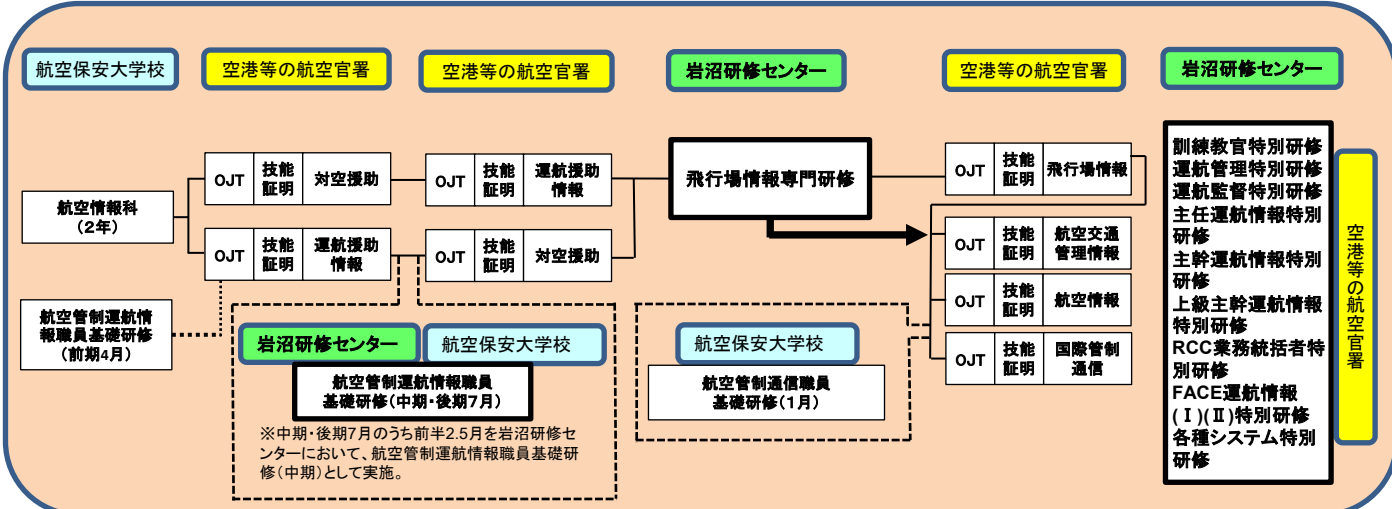 航空保安大学校
空港等の航空官署
空港等の航空官署
岩沼研修センター
空港等の航空官署
岩沼研修センター
航空情報科
(2年)
航空管制運航情
報職員基礎研修
(前期4月)
OJT
技能
証明
対空援助
OJT
技能
証明
運航援助
情報
OJT
技能
証明
運航援助
情報
OJT
技能
証明
対空援助
岩沼研修センター
航空保安大学校
航空管制運航情報職員
基礎研修(中期・後期7月)
※中期・後期7月のうち前半2.5月を岩沼研修セ
ンターにおいて、航空管制運航情報職員基礎研
修(中期)として実施。
飛行場情報専門研修
航空保安大学校
航空管制通信職員
基礎研修(1月)
OJT
技能
証明
飛行場情報
OJT
技能
証明
航空交通
管理情報
OJT
技能
証明
航空情報
OJT
技能
証明
国際管制
通信
訓練教官特別研修
運航管理特別研修
運航監督特別研修
主任運航情報特別
研修
主幹運航情報特別
研修
上級主幹運航情報
特別研修
RCC業務統括者特
別研修
FACE運航情報
(Ⅰ)(Ⅱ)特別研修
各種システム特別
研修
空港等の航空官署